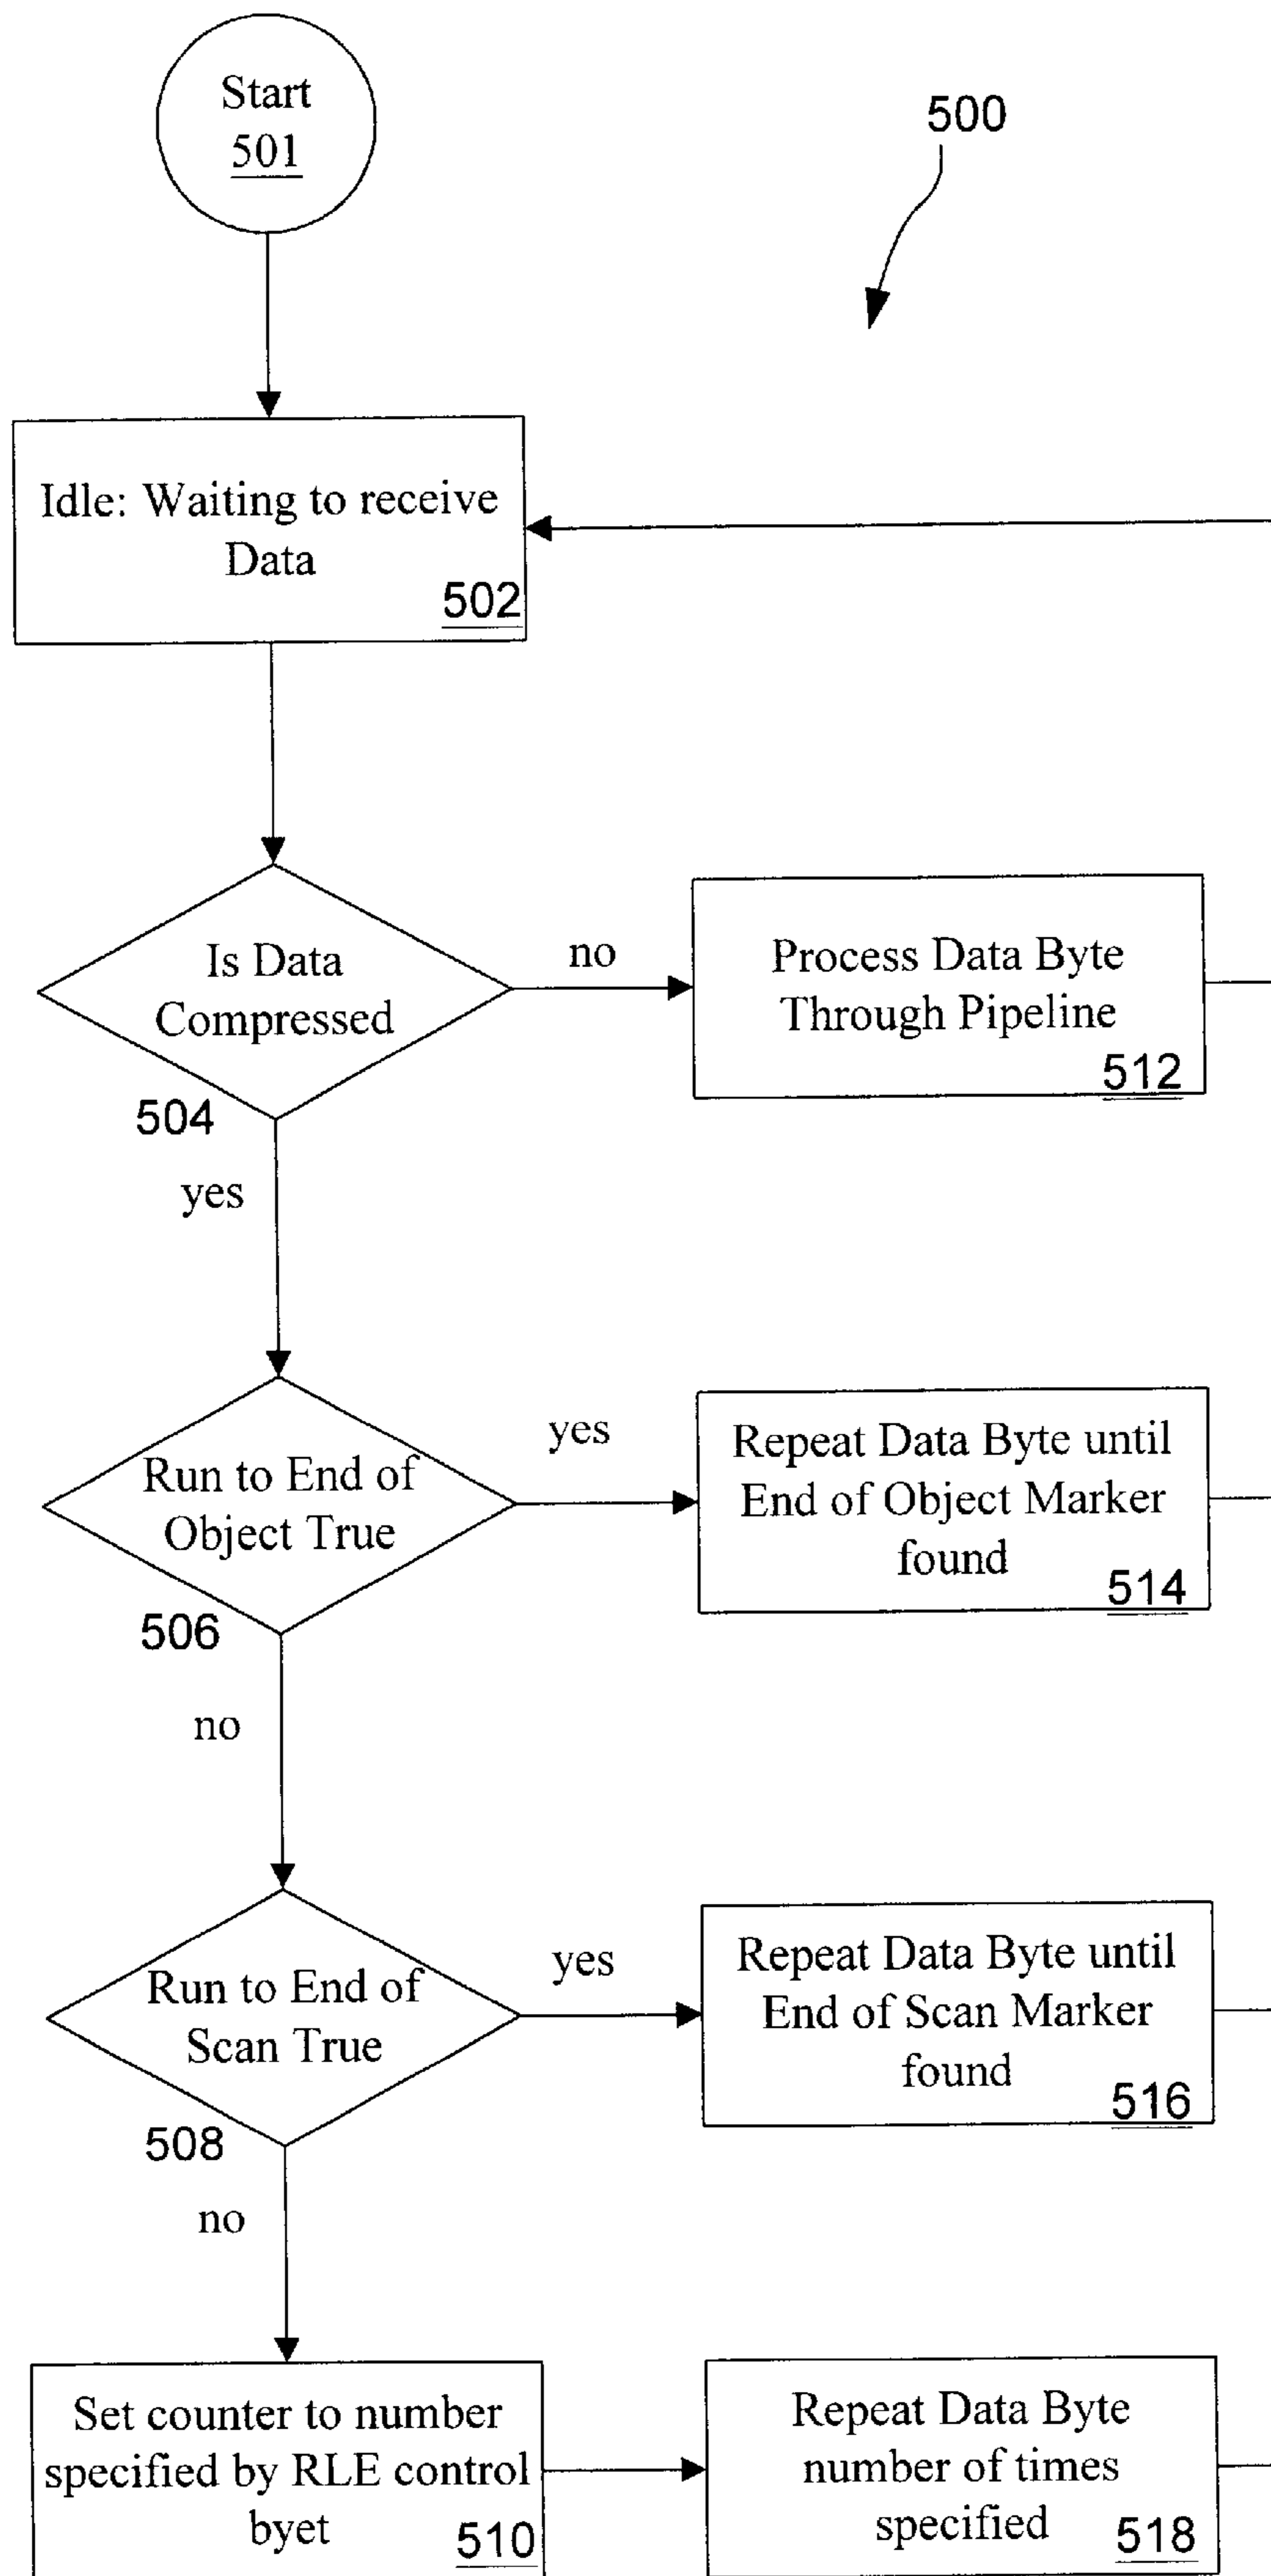 Start
501
500
Idle: Waiting to receive
Data
502
Is Data
Compressed
504
no
Process Data Byte
Through Pipeline
512
yes
Run to End of
Object True
506
yes
Repeat Data Byte until
End of Object Marker
found
514
no
Run to End of
Scan True
508
yes
Repeat Data Byte until
End of Scan Marker
found
516
no
Set counter to number
specified by RLE control
byet
510
Repeat Data Byte
number of times
specified
518